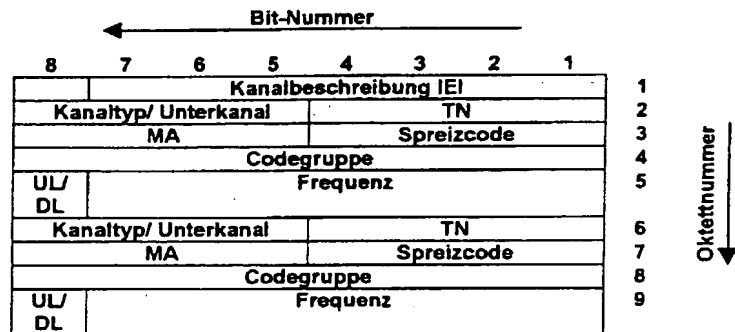 Bit-Nummer
8 7 6 5 4 3 2 1
Kanalbeschreibung IEI 1
Kanaltyp/ Unterkanal TN 2
MA Spreizcode 3
Codegruppe 4
UL/ Frequenz 5
DL
Kanaltyp/ Unterkanal TN 6
MA Spreizcode 7
Codegruppe 8
UL/ Frequenz 9
DL
Oktettnummer